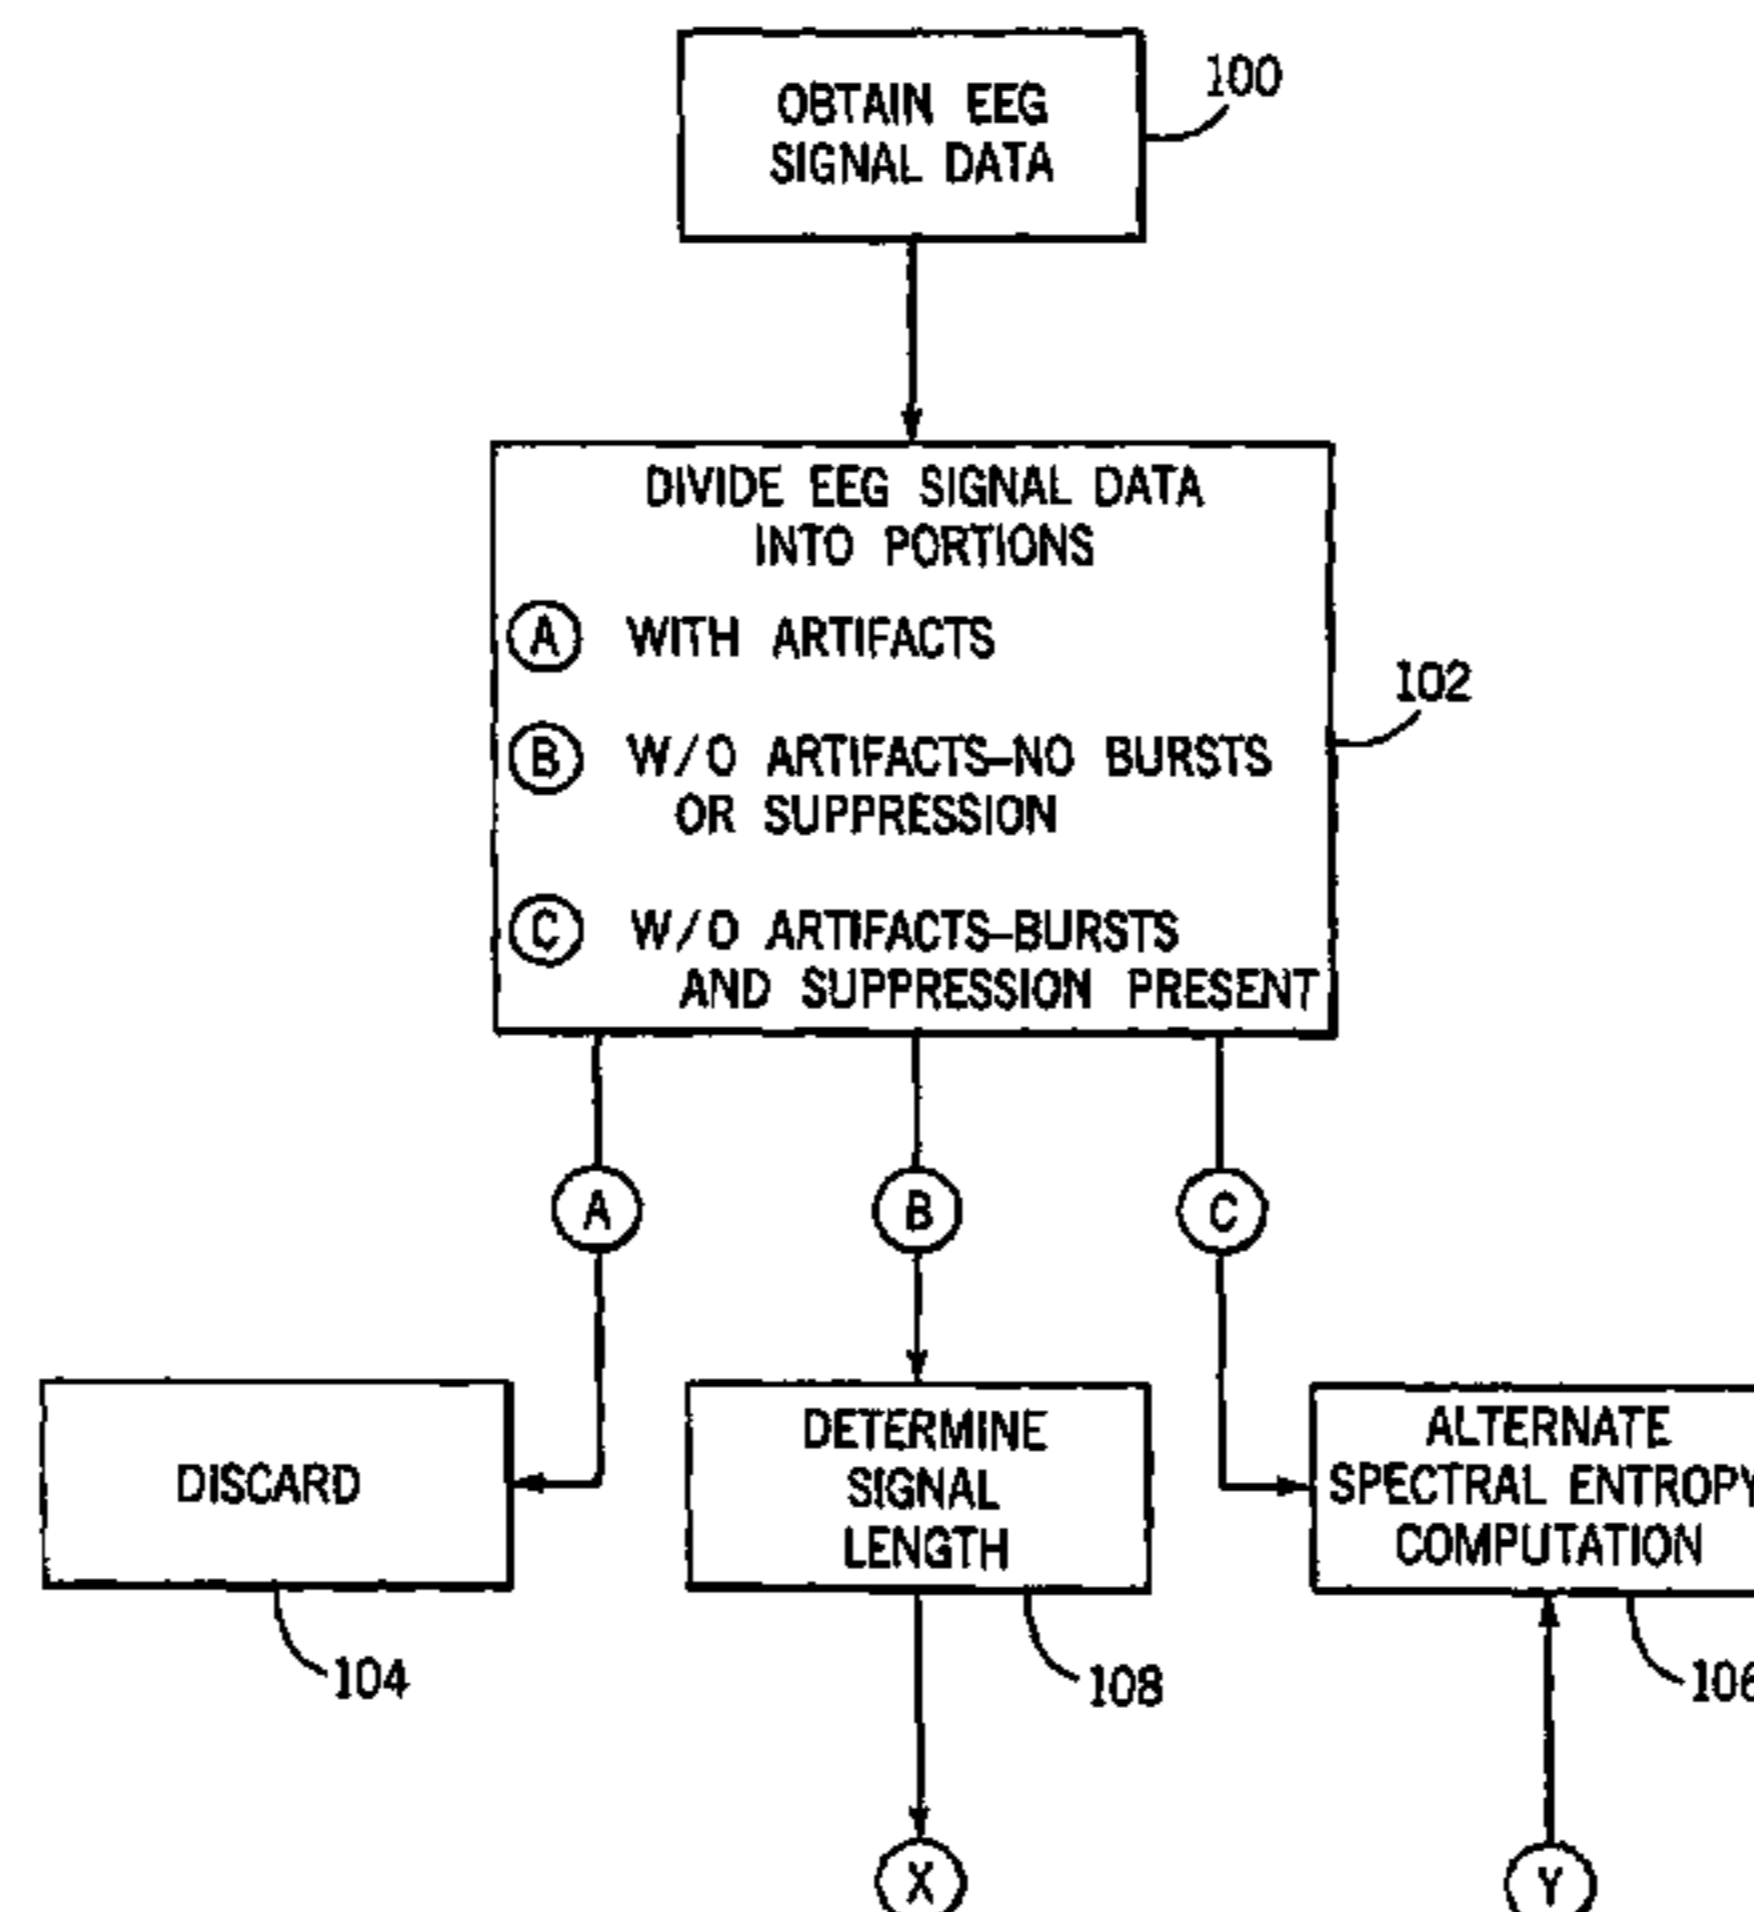 OBTAIN EEG
SIGNAL DATA
100
DIVIDE EEG SIGNAL DATA
INTO PORTIONS
A WITH ARTIFACTS
B W/O ARTIFACTS-NO BURSTS
OR SUPPRESSION
C W/O ARTIFACTS-BURSTS
AND SUPPRESSION PRESENT
102
A
B
C
DISCARD
104
DETERMINE
SIGNAL
LENGTH
108
ALTERNATE
SPECTRAL ENTROPY
COMPUTATION
106
X
Y